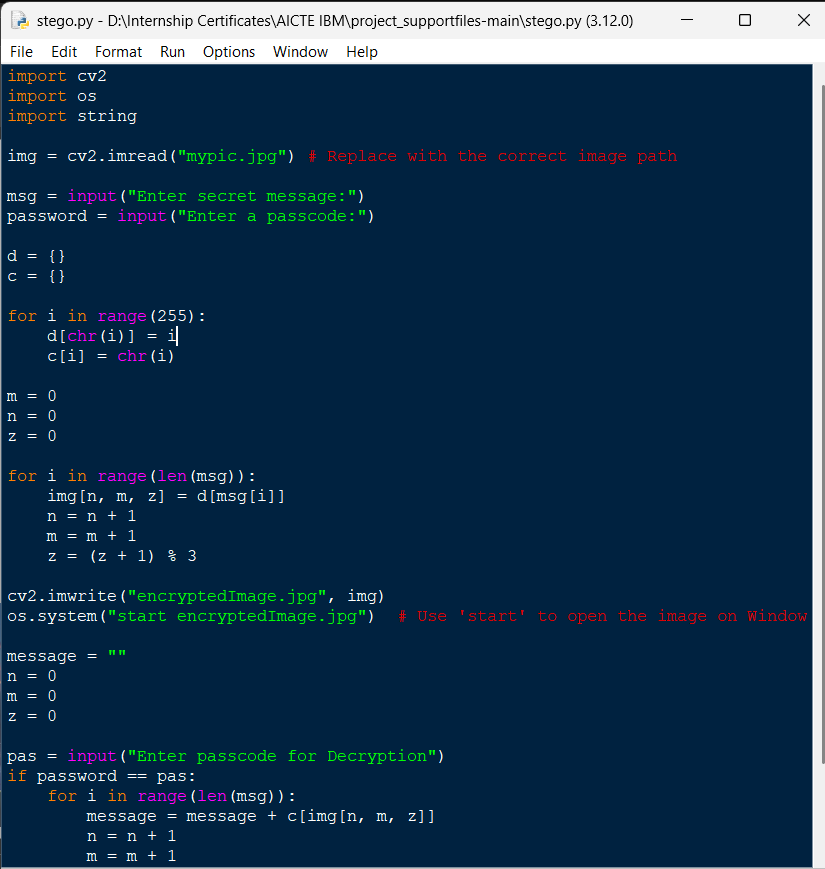 stego.py - D:\Internship Certificates\AICTE IBM\project_supportfiles-main\stego.py (3.12.0)
File Edit Format Run Options Window Help
import cv2
import os
import string
img = cv2.imread("mypic.jpg") # Replace with the correct image path
msg = input("Enter secret message:")
password = input("Enter a passcode:")
d = {}
c = {}
for i in range(255):
    d[chr(i)] = i
    c[i] = chr(i)
m = 0
n = 0
z = 0
for i in range(len(msg)):
    img[n, m, z] = d[msg[i]]
    n = n + 1
    m = m + 1
    z = (z + 1) % 3
cv2.imwrite("encryptedImage.jpg", img)
os.system("start encryptedImage.jpg")  # Use 'start' to open the image on Window
message = ""
n = 0
m = 0
z = 0
pas = input("Enter passcode for Decryption")
if password == pas:
    for i in range(len(msg)):
        message = message + c[img[n, m, z]]
        n = n + 1
        m = m + 1